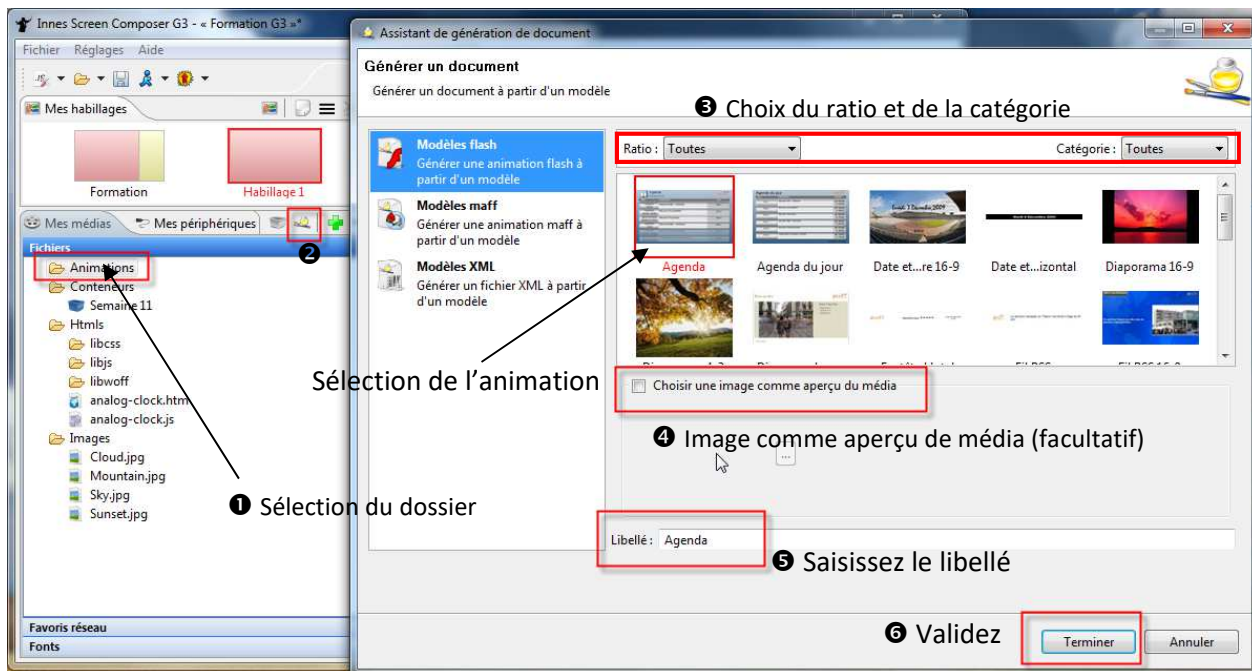 Innes Screen Composer G3 - « Formation G3 »*
Fichier Réglages Aide
Mes habillages
Formation
Habillage 1
Mes médias
Mes périphériques
❷
Fichiers
Animations
Conteneurs
Semaine 11
Htmls
libcss
libjs
libwoff
analog-clock.htm
analog-clock.js
Images
Cloud.jpg
Mountain.jpg
Sky.jpg
Sunset.jpg
❶ Sélection du dossier
Favoris réseau
Fonts
Assistant de génération de document
Générer un document
Générer un document à partir d'un modèle
❸ Choix du ratio et de la catégorie
Modèles flash
Générer une animation flash à
partir d'un modèle
Modèles maff
Générer une animation maff à
partir d'un modèle
Modèles XML
Générer un fichier XML à partir
d'un modèle
Sélection de l'animation
Ratio : Toutes
Catégorie : Toutes
Agenda
Agenda du jour
Date et...re 16-9
Date et...izontal
Diaporama 16-9
Choisir une image comme aperçu du média
❹ Image comme aperçu de média (facultatif)
...
Libellé : Agenda
❺ Saisissez le libellé
❻ Validez
Terminer
Annuler